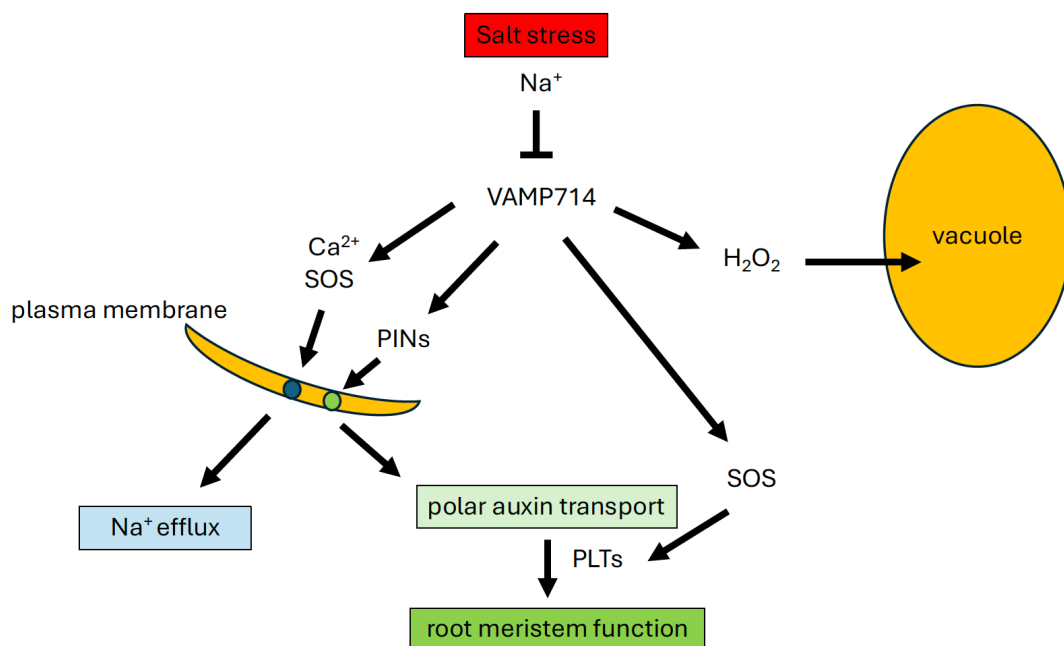 Salt stress
Na⁺
VAMP714
Ca²⁺
SOS
H₂O₂
vacuole
plasma membrane
PINs
SOS
Na⁺ efflux
polar auxin transport
PLTs
root meristem function